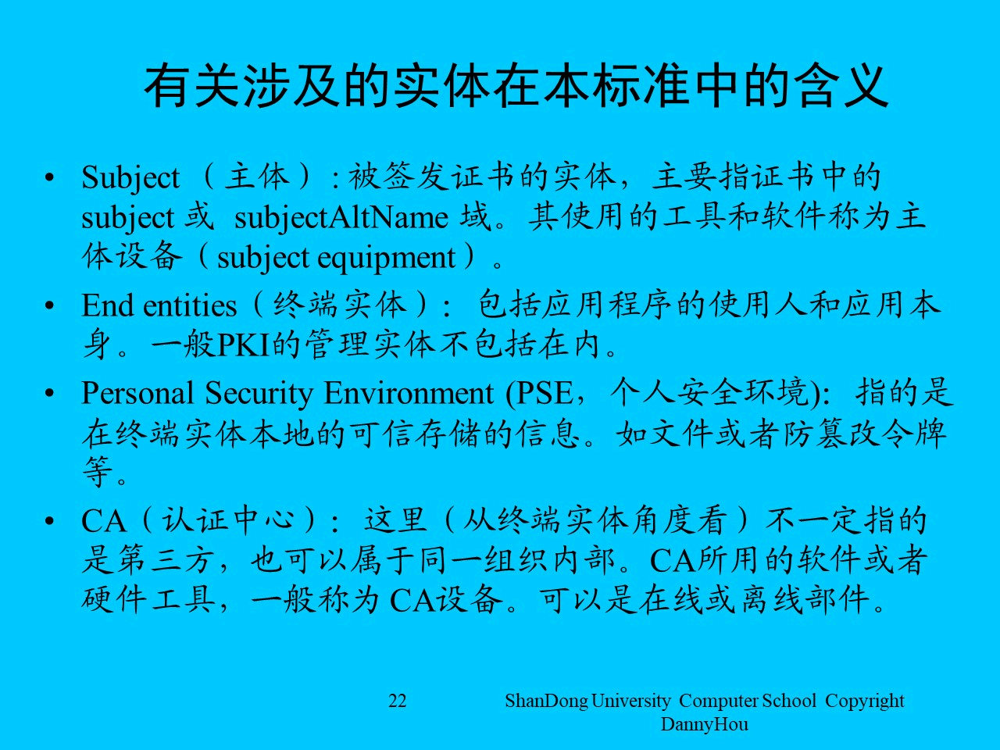 有关涉及的实体在本标准中的含义
• Subject （主体） : 被签发证书的实体，主要指证书中的
subject 或 subjectAltName 域。其使用的工具和软件称为主
体设备（subject equipment）。
• End entities（终端实体）：包括应用程序的使用人和应用本
身。一般PKI的管理实体不包括在内。
• Personal Security Environment (PSE，个人安全环境)：指的是
在终端实体本地的可信存储的信息。如文件或者防篡改令牌
等。
• CA（认证中心）：这里（从终端实体角度看）不一定指的
是第三方，也可以属于同一组织内部。CA所用的软件或者
硬件工具，一般称为 CA设备。可以是在线或离线部件。
22
ShanDong University Computer School Copyright
DannyHou